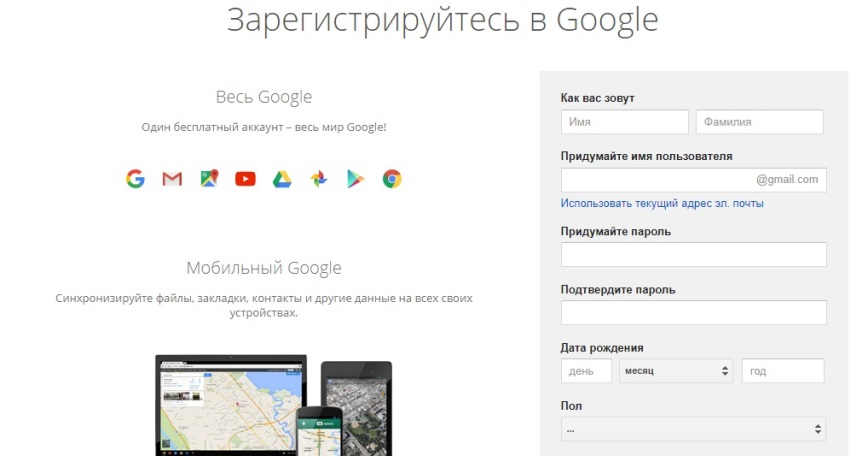 Зарегистрируйтесь в Google
Весь Google
Один бесплатный аккаунт – весь мир Google!
Мобильный Google
Синхронизируйте файлы, закладки, контакты и другие данные на всех своих
устройствах.
Как вас зовут
Имя Фамилия
Придумайте имя пользователя
@gmail.com
Использовать текущий адрес эл. почты
Придумайте пароль
Подтвердите пароль
Дата рождения
день месяц год
Пол
...